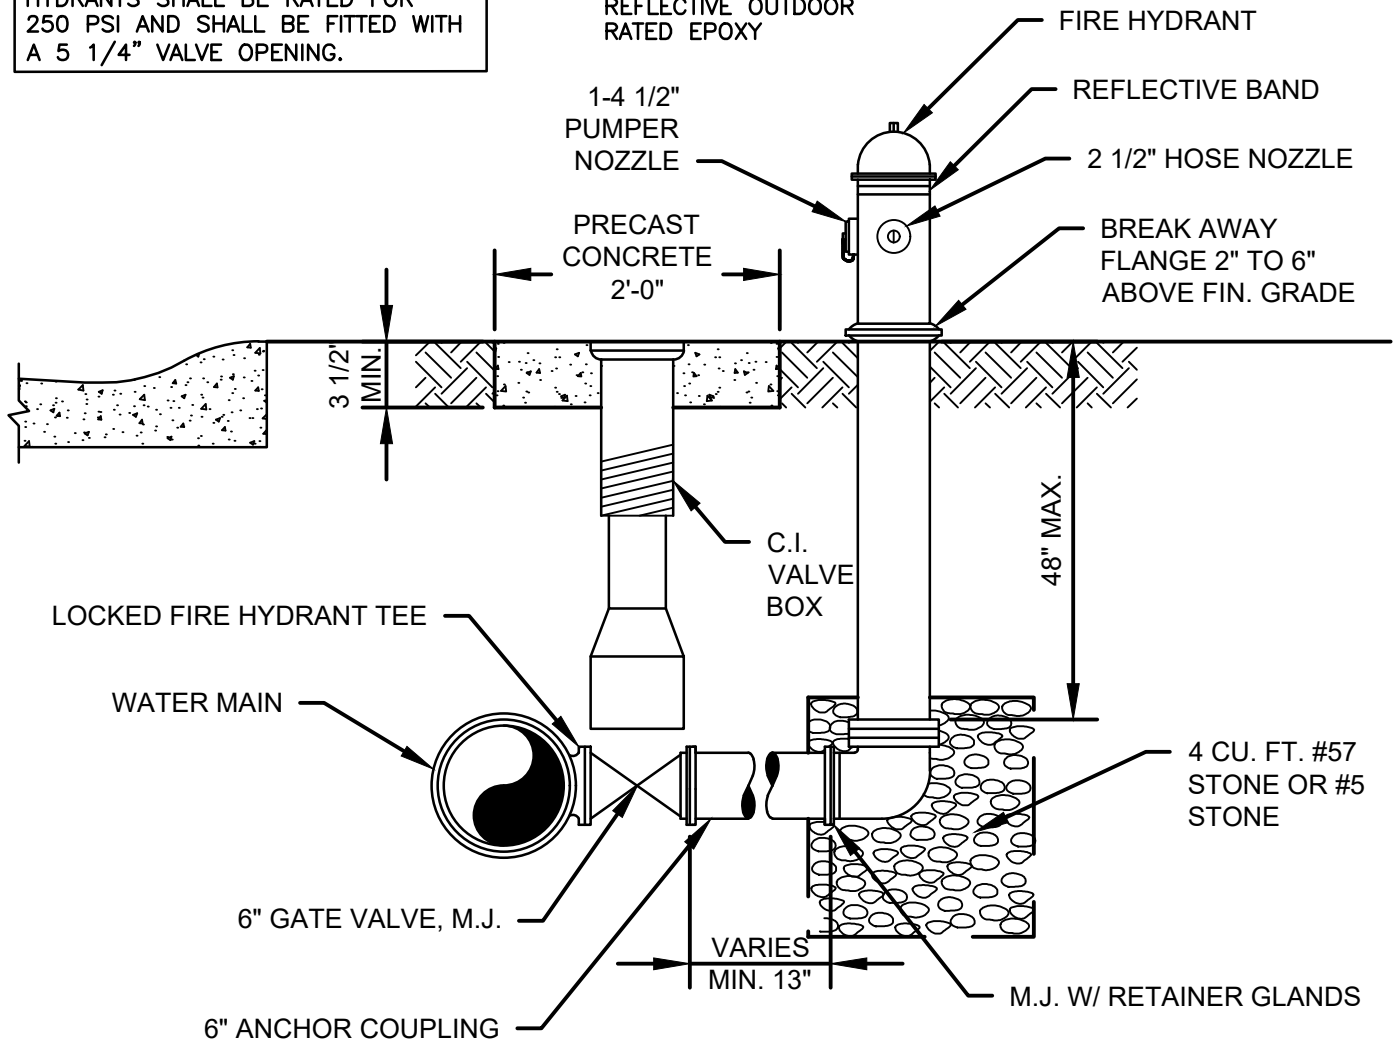 HYDRANTS SHALL BE RATED FOR
250 PSI AND SHALL BE FITTED WITH
A 5 1/4" VALVE OPENING.
REFLECTIVE OUTDOOR
RATED EPOXY
FIRE HYDRANT
REFLECTIVE BAND
1-4 1/2"
PUMPER
NOZZLE
2 1/2" HOSE NOZZLE
PRECAST
CONCRETE
2'-0"
BREAK AWAY
FLANGE 2" TO 6"
ABOVE FIN. GRADE
3 1/2'
MIN.
48" MAX.
C.I.
VALVE
BOX
LOCKED FIRE HYDRANT TEE
WATER MAIN
4 CU. FT. #57
STONE OR #5
STONE
6" GATE VALVE, M.J.
VARIES
MIN. 13"
M.J. W/ RETAINER GLANDS
6" ANCHOR COUPLING